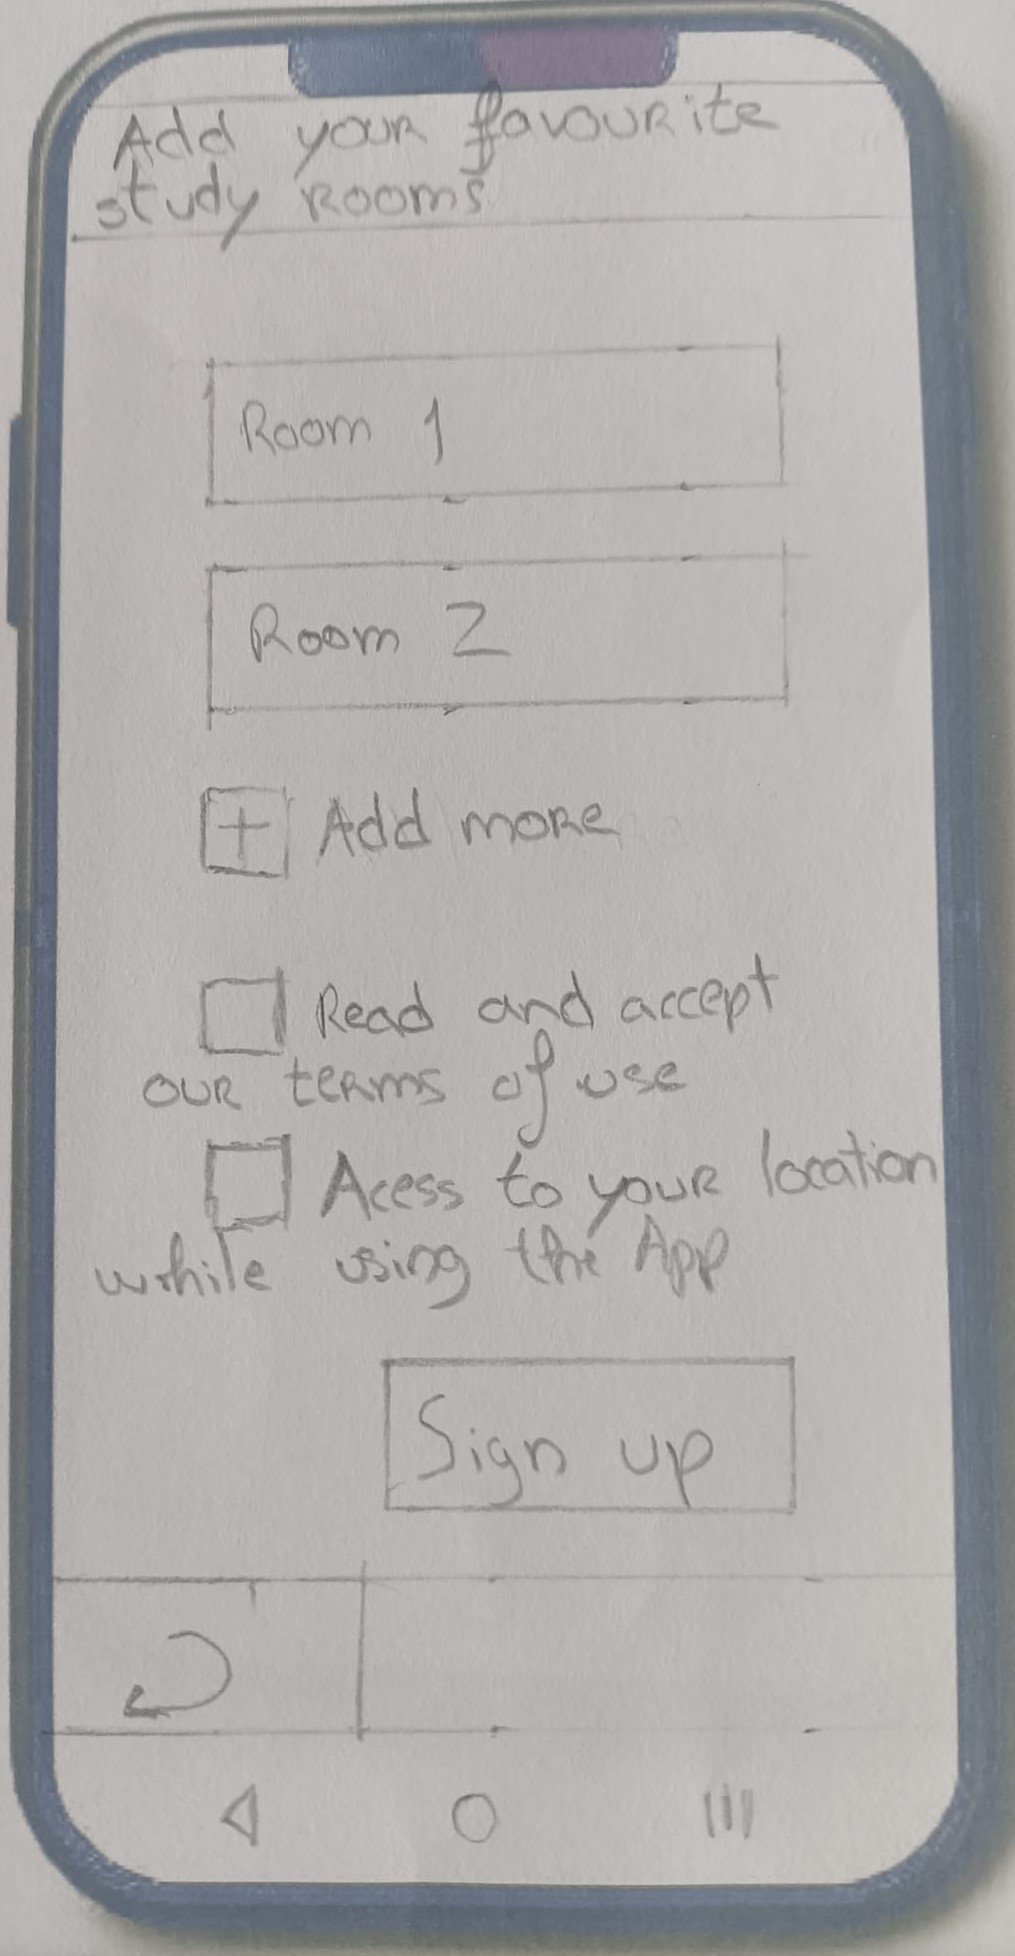 Add your favourite
study rooms
Room 1
Room 2
+ Add more
Read and accept
our terms of use
Acess to your location
while using the App
Sign up